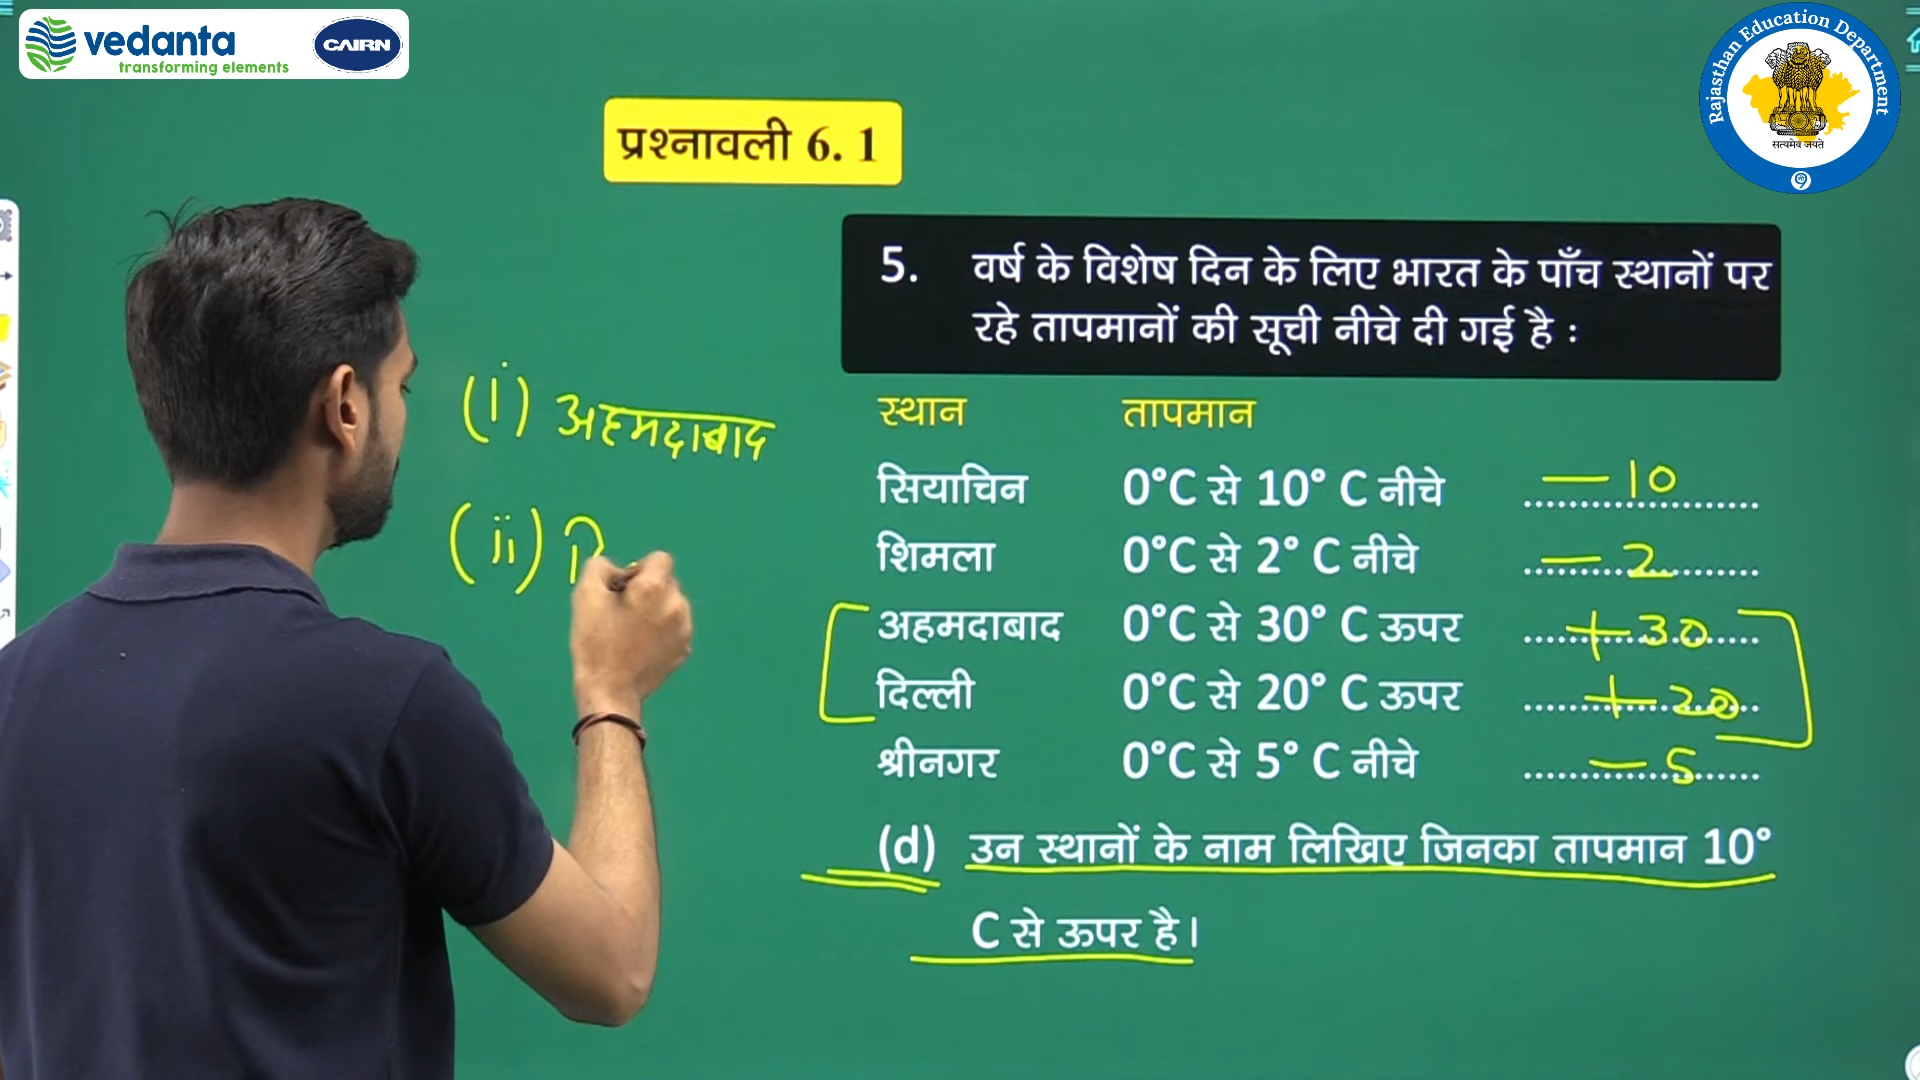 vedanta
transforming elements
CAIRN
Rajasthan Education Department
सत्यमेव जयते
प्रश्नावली 6. 1
5. वर्ष के विशेष दिन के लिए भारत के पाँच स्थानों पर
रहे तापमानों की सूची नीचे दी गई है :
(i) अहमदाबाद
(ii)
स्थान तापमान
सियाचिन 0°C से 10° C नीचे .................... – 10
शिमला 0°C से 2° C नीचे .................... – 2
अहमदाबाद 0°C से 30° C ऊपर .................... + 30
दिल्ली 0°C से 20° C ऊपर .................... + 20
श्रीनगर 0°C से 5° C नीचे .................... – 5
(d) उन स्थानों के नाम लिखिए जिनका तापमान 10°
C से ऊपर है।